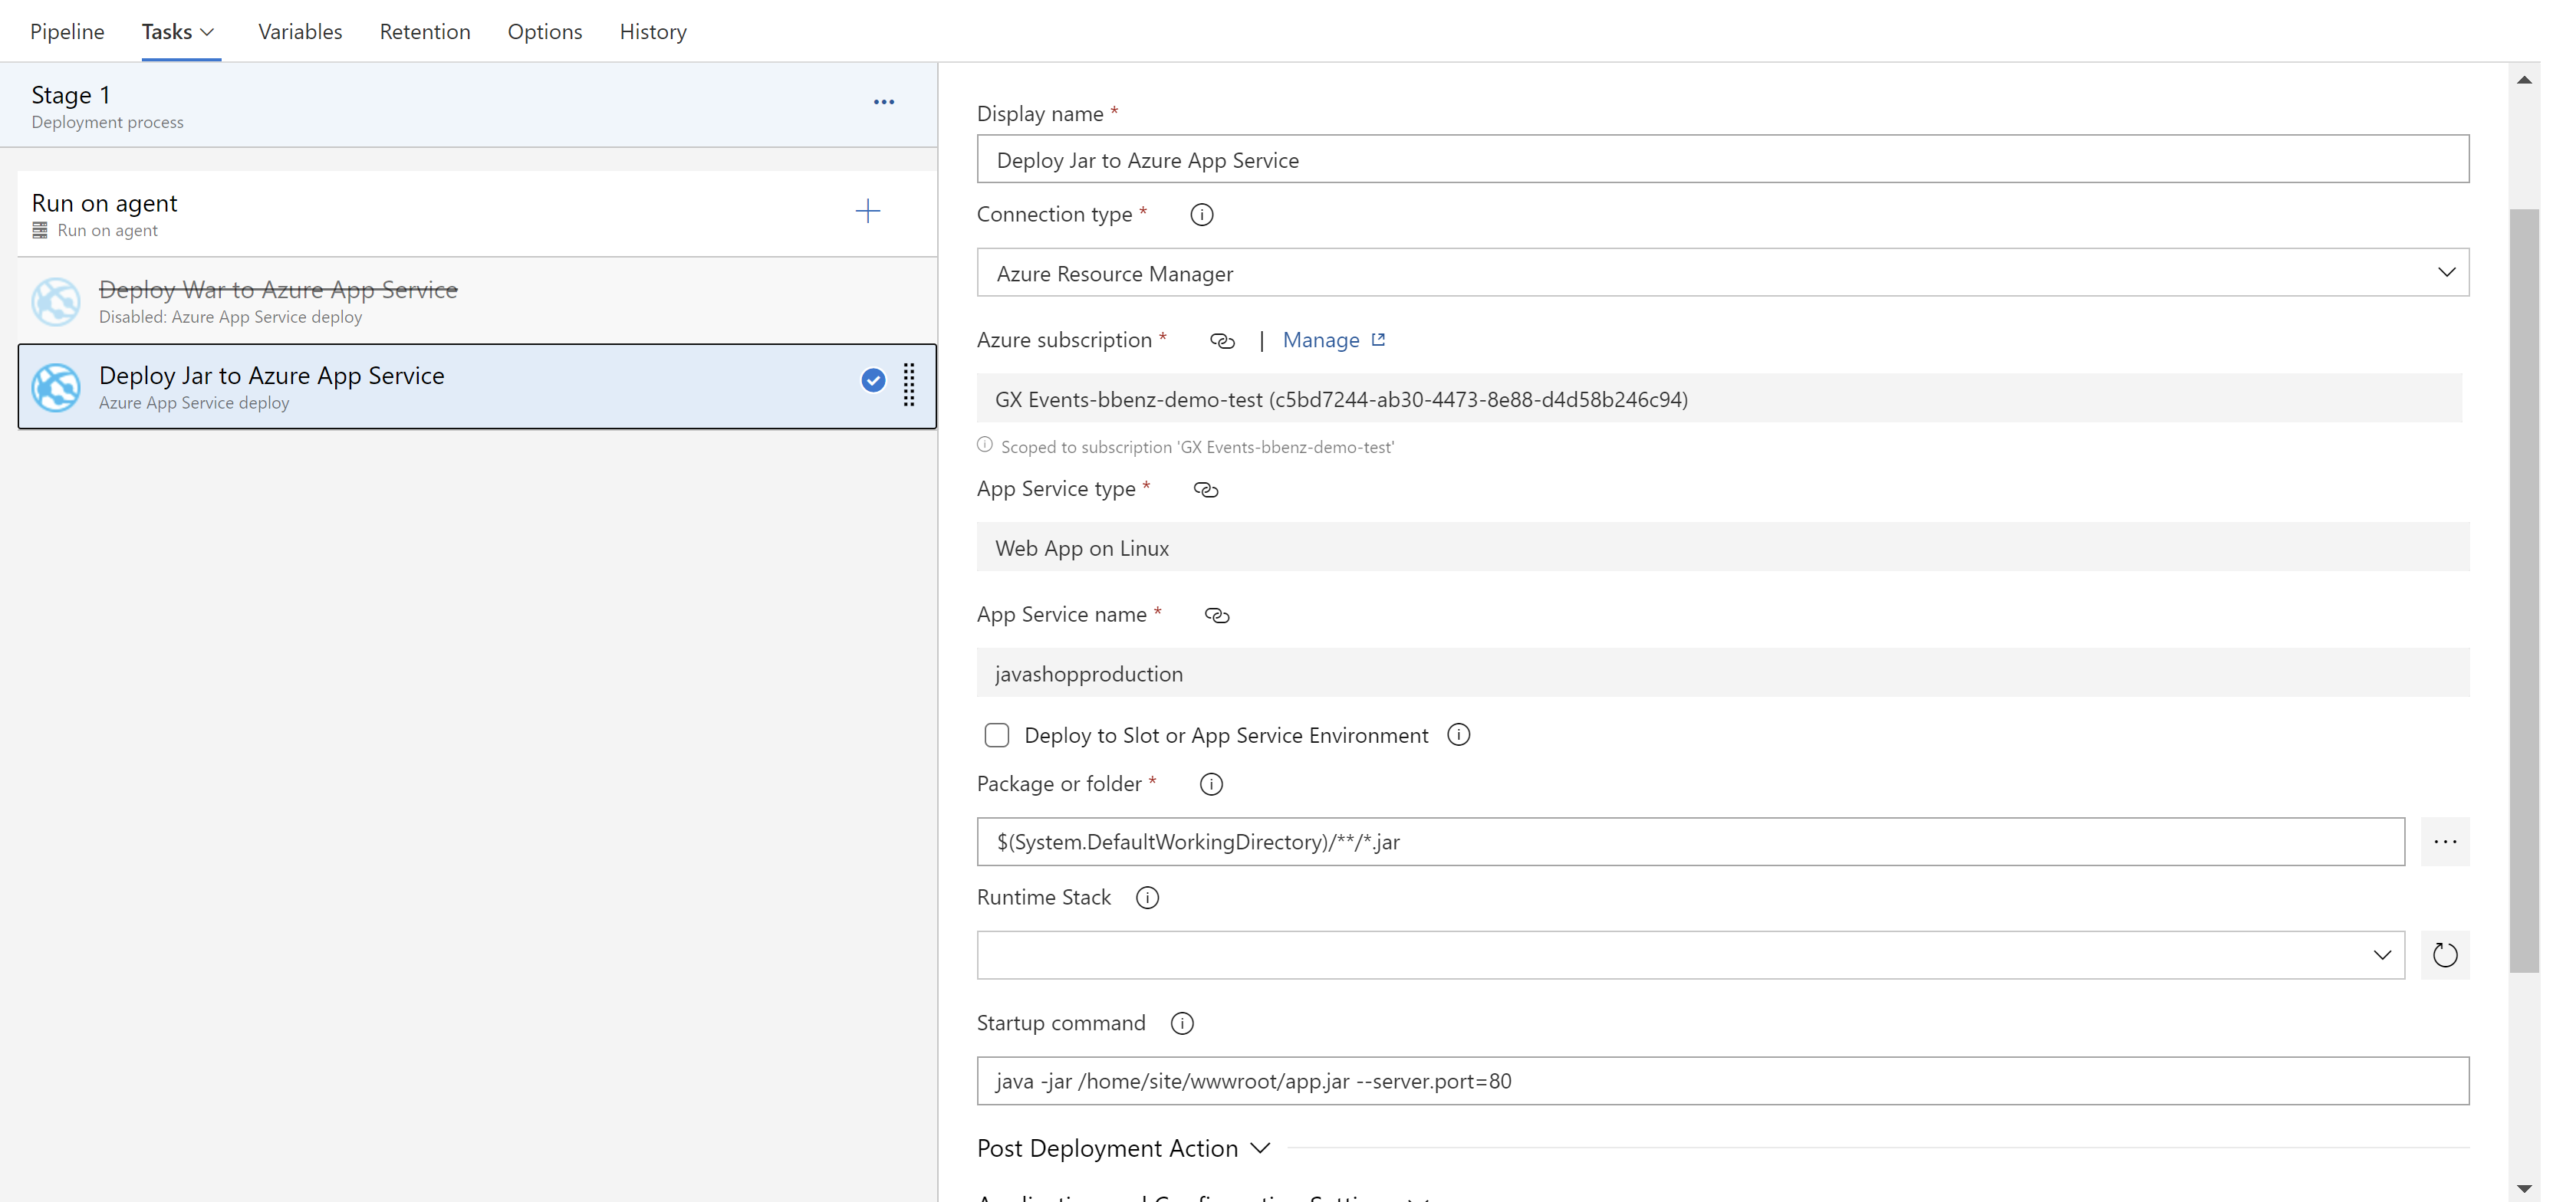 Pipeline Tasks Variables Retention Options History
Stage 1
Deployment process
Run on agent
Run on agent
Deploy War to Azure App Service
Disabled: Azure App Service deploy
Deploy Jar to Azure App Service
Azure App Service deploy
Display name *
Deploy Jar to Azure App Service
Connection type *
Azure Resource Manager
Azure subscription * | Manage
GX Events-bbenz-demo-test (c5bd7244-ab30-4473-8e88-d4d58b246c94)
Scoped to subscription 'GX Events-bbenz-demo-test'
App Service type *
Web App on Linux
App Service name *
javashopproduction
Deploy to Slot or App Service Environment
Package or folder *
$(System.DefaultWorkingDirectory)/**/*.jar
...
Runtime Stack
Startup command
java -jar /home/site/wwwroot/app.jar --server.port=80
Post Deployment Action